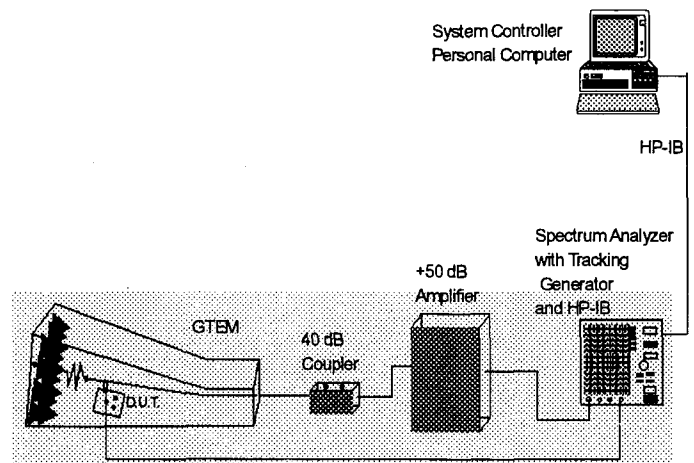 System Controller
Personal Computer
HP-IB
Spectrum Analyzer
with Tracking
Generator
and HP-IB
+50 dB
Amplifier
40 dB
Coupler
GTEM
D.U.T.